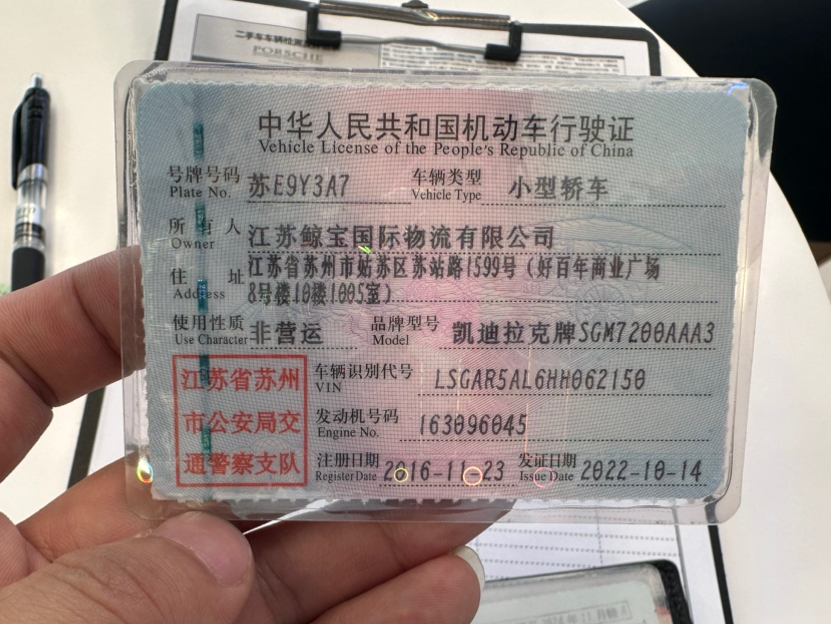 二手车车辆检测
PORSCHE
中华人民共和国机动车行驶证
Vehicle License of the People's Republic of China
号牌号码 苏E9Y3A7 车辆类型 小型轿车
Plate No. Vehicle Type
所有人 江苏鲸宝国际物流有限公司
Owner
住址 江苏省苏州市姑苏区苏站路1599号（好百年商业广场
Address 8号楼10楼1005室）
使用性质 非营运 品牌型号 凯迪拉克牌SGM7200AAA3
Use Character Model
江苏省苏州
市公安局交
通警察支队
车辆识别代号 LSGAR5AL6HH062150
VIN
发动机号码 163096045
Engine No.
注册日期 2016-11-23 发证日期 2022-10-14
Register Date Issue Date